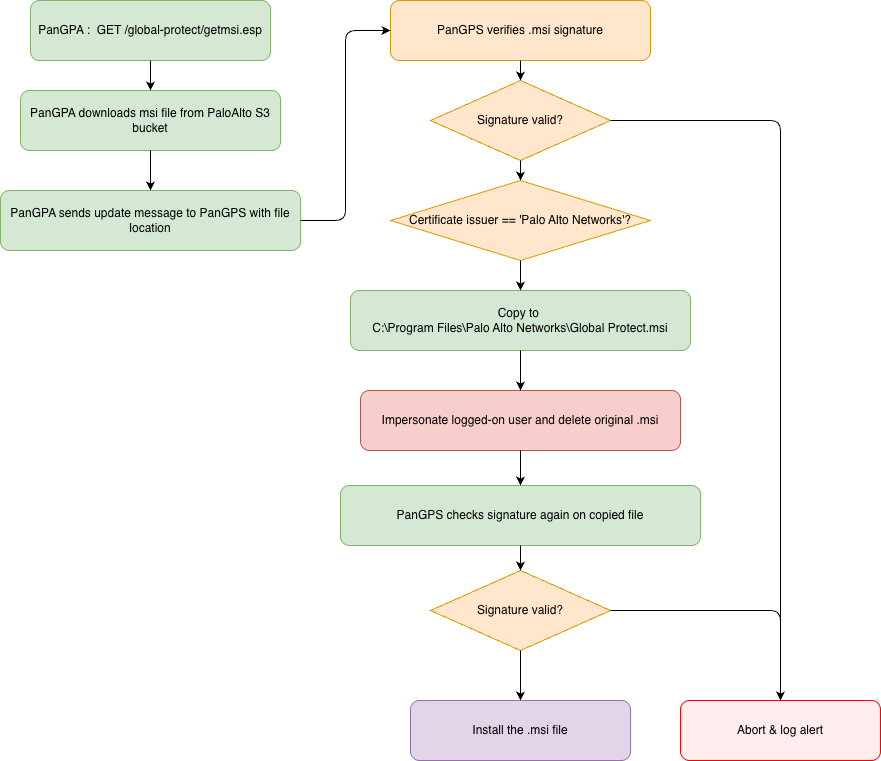 PanGPA : GET /global-protect/getmsi.esp
PanGPA downloads msi file from PaloAlto S3
bucket
PanGPA sends update message to PanGPS with file
location
PanGPS verifies .msi signature
Signature valid?
Certificate issuer == 'Palo Alto Networks'?
Copy to
C:\Program Files\Palo Alto Networks\Global Protect.msi
Impersonate logged-on user and delete original .msi
PanGPS checks signature again on copied file
Signature valid?
Install the .msi file
Abort & log alert